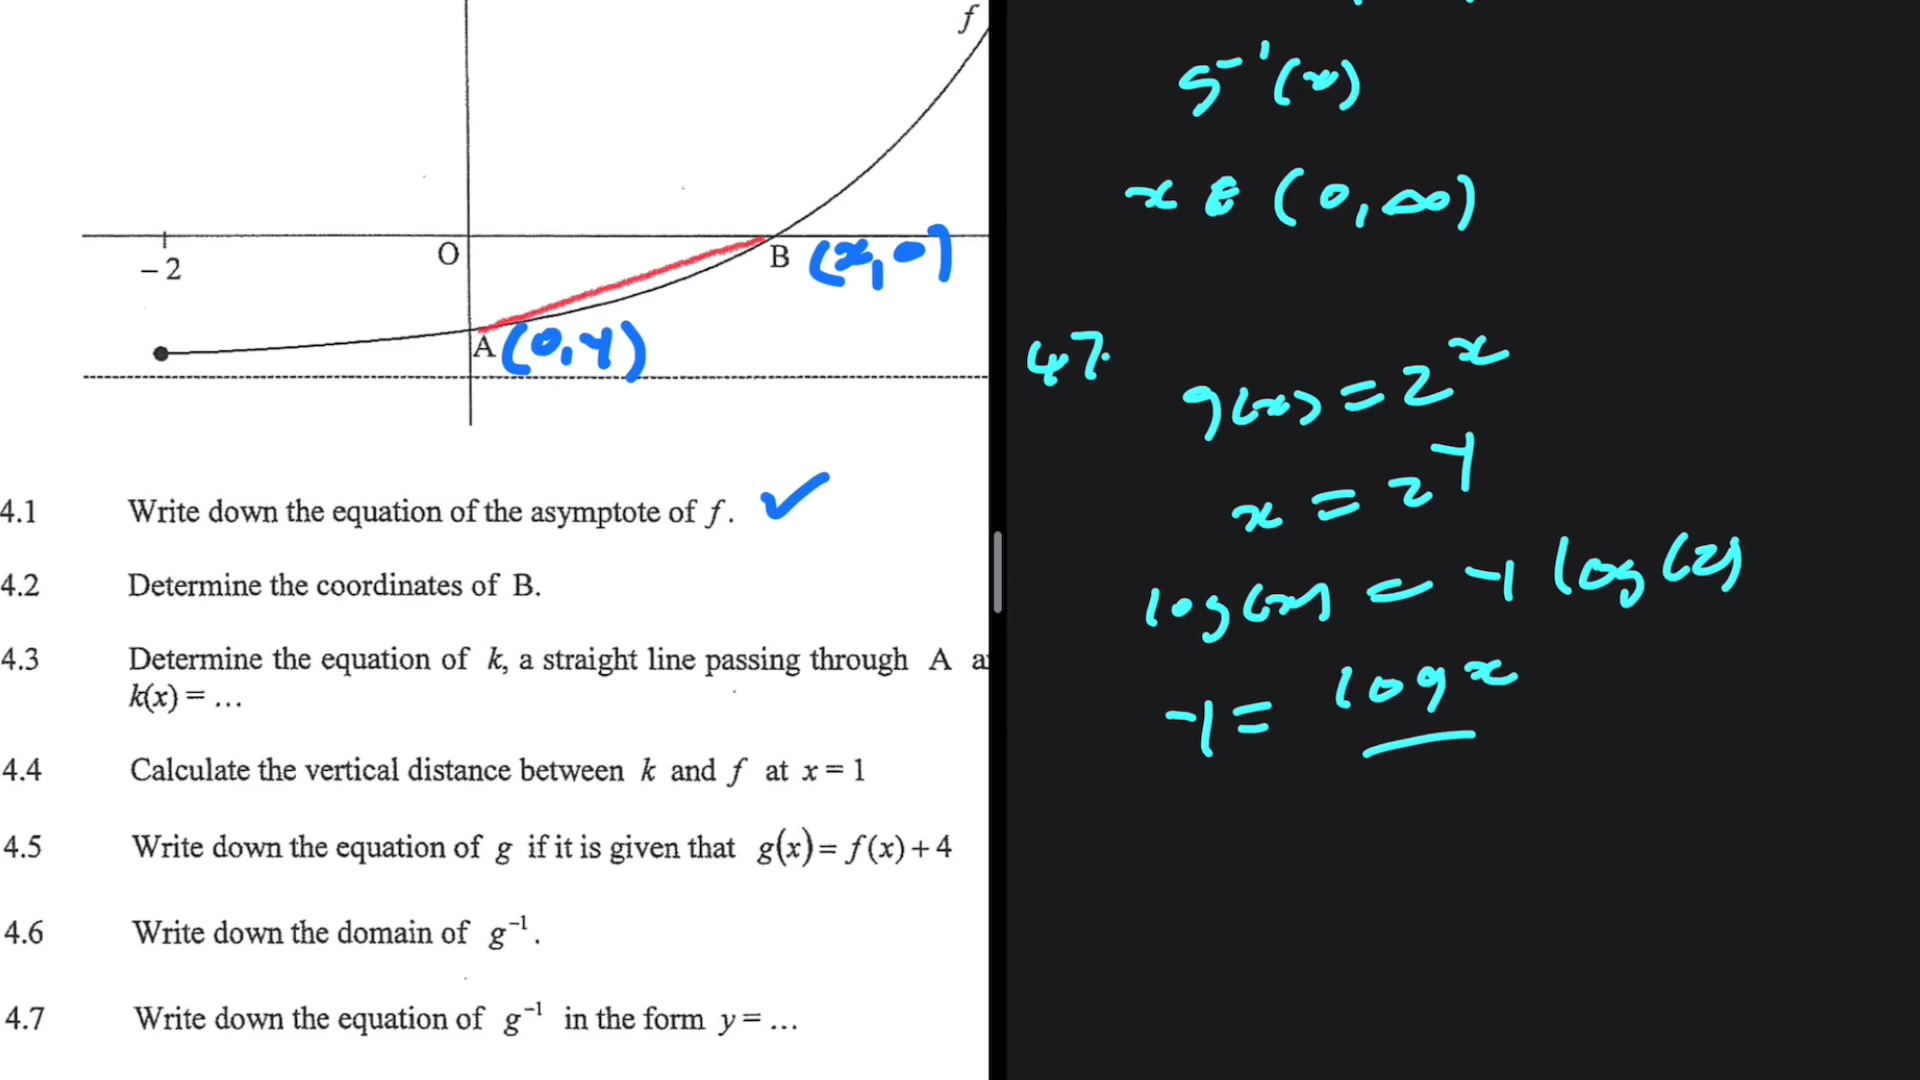 f
O
B (x, 0)
– 2
A (0, y)
4.1 Write down the equation of the asymptote of f.
4.2 Determine the coordinates of B.
4.3 Determine the equation of k, a straight line passing through A a
k(x) = ...
4.4 Calculate the vertical distance between k and f at x = 1
4.5 Write down the equation of g if it is given that g(x) = f(x) + 4
4.6 Write down the domain of g⁻¹.
4.7 Write down the equation of g⁻¹ in the form y = ...
g⁻¹(x)
x ∈ (0, ∞)
4.7.
g(x) = 2ˣ
x = 2ʸ
log(x) = y log(2)
y = log x